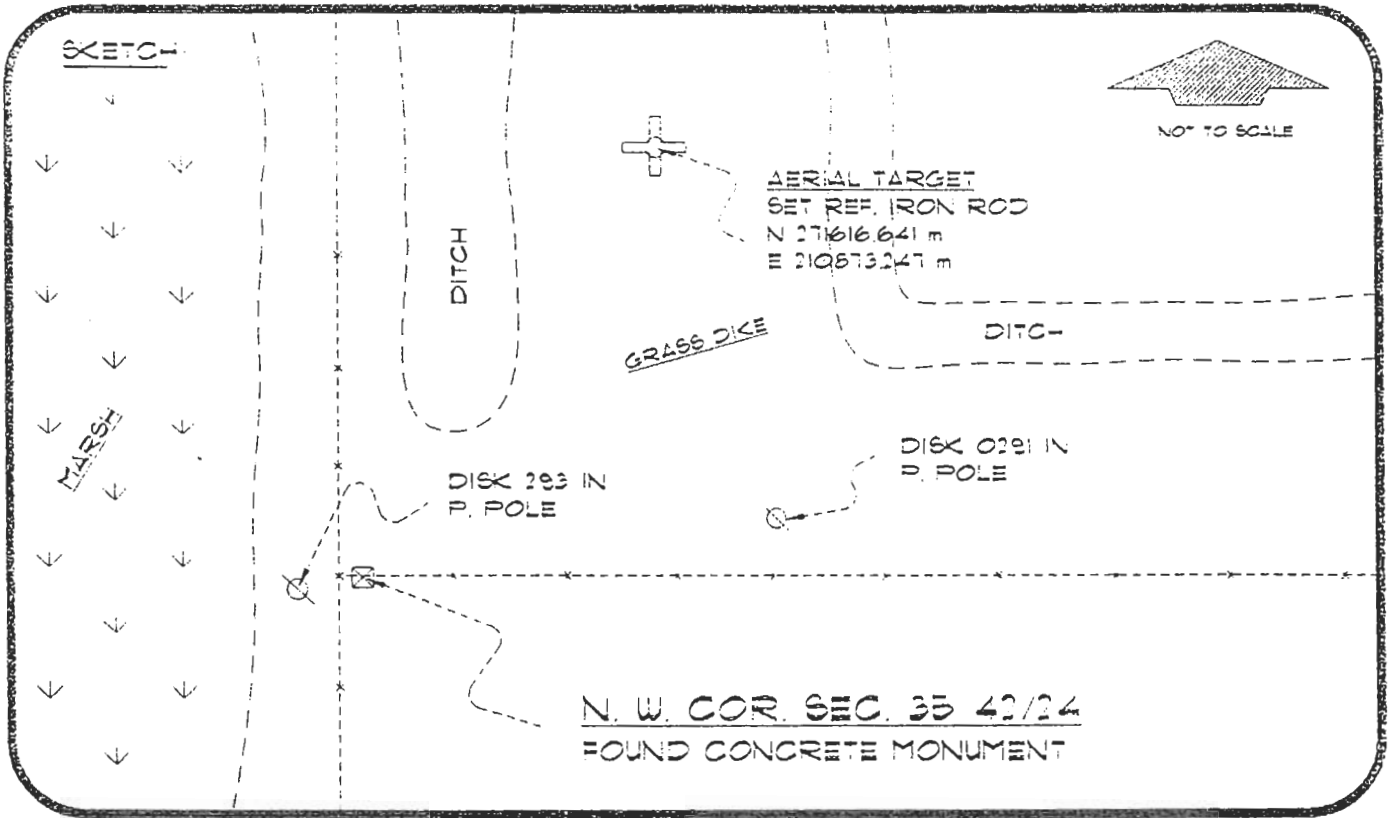 SKETCH
NOT TO SCALE
AERIAL TARGET
SET REF. IRON ROD
N 271616.641 m
E 210873.247 m
DITCH
GRASS DIKE
DITCH
MARSH
DISK 293 IN
P. POLE
DISK 0291 IN
P. POLE
N. W. COR. SEC. 35 42/24
FOUND CONCRETE MONUMENT